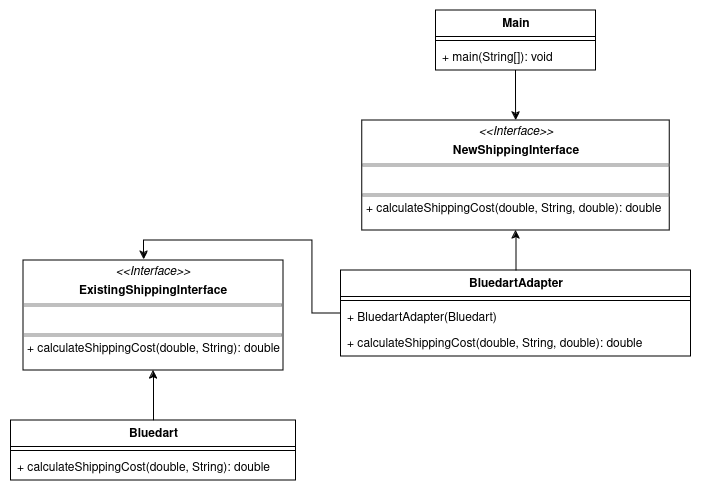 Main
+ main(String[]): void
<<Interface>>
NewShippingInterface
+ calculateShippingCost(double, String, double): double
<<Interface>>
ExistingShippingInterface
+ calculateShippingCost(double, String): double
BluedartAdapter
+ BluedartAdapter(Bluedart)
+ calculateShippingCost(double, String, double): double
Bluedart
+ calculateShippingCost(double, String): double